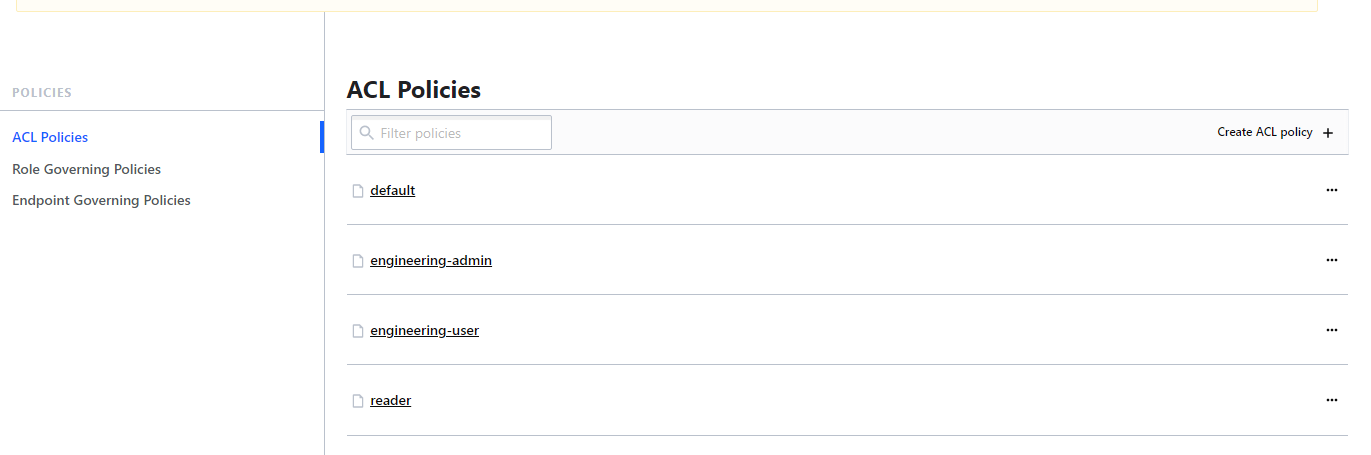 POLICIES
ACL Policies
Role Governing Policies
Endpoint Governing Policies
ACL Policies
Filter policies
Create ACL policy +
default
engineering-admin
engineering-user
reader